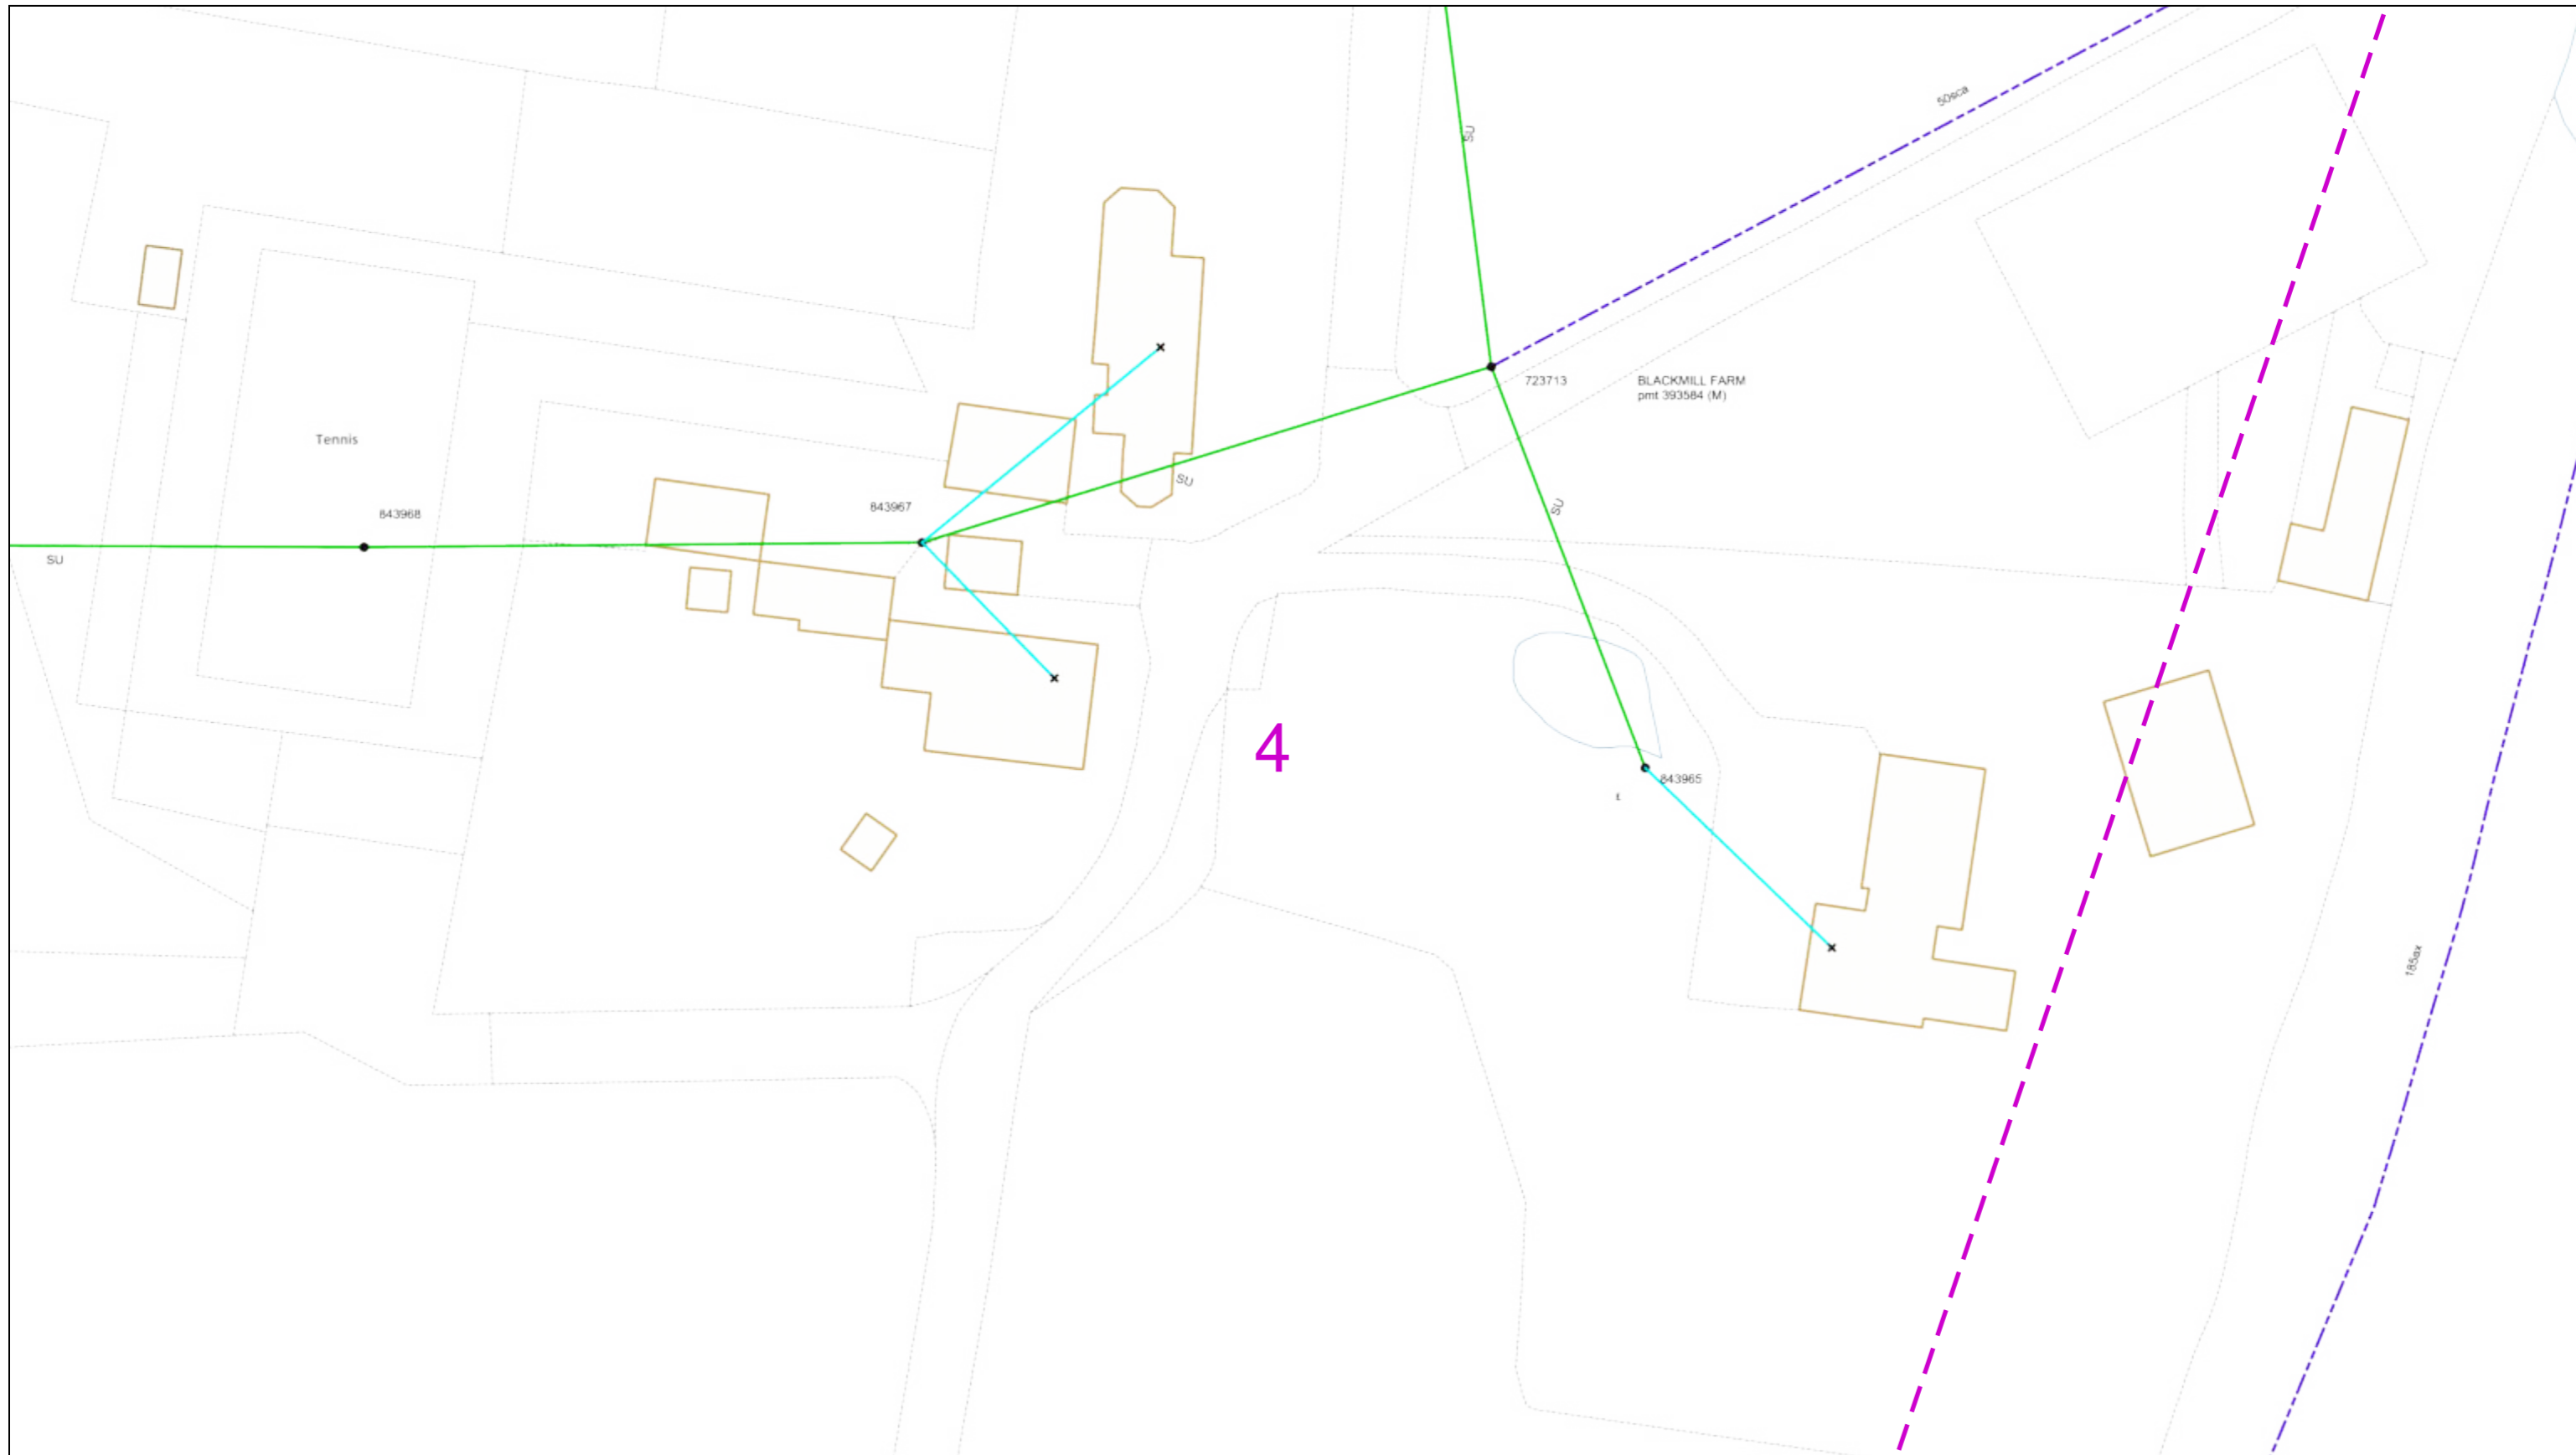 50sca
SU
723713
BLACKMILL FARM
pmt 393584 (M)
Tennis
SU
843967
SU
843968
SU
4
843965
185ax